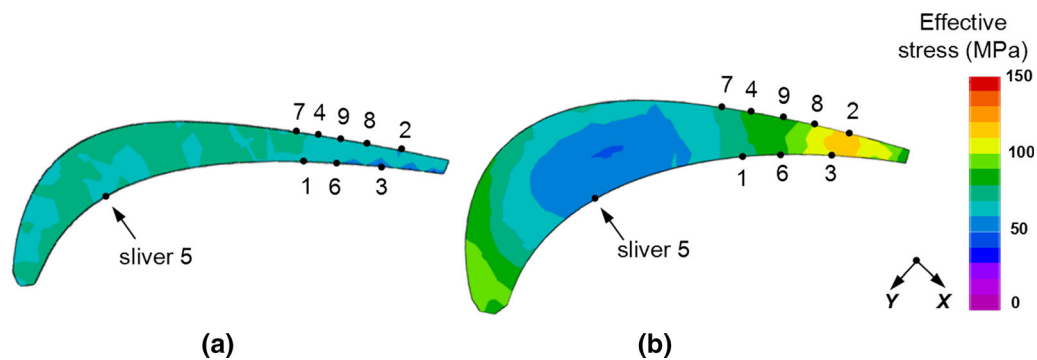 Effective
stress (MPa)
7 4 9 8 2
1 6 3
sliver 5
(a)
7 4 9 8 2
1 6 3
sliver 5
(b)
150
100
50
0
Y X